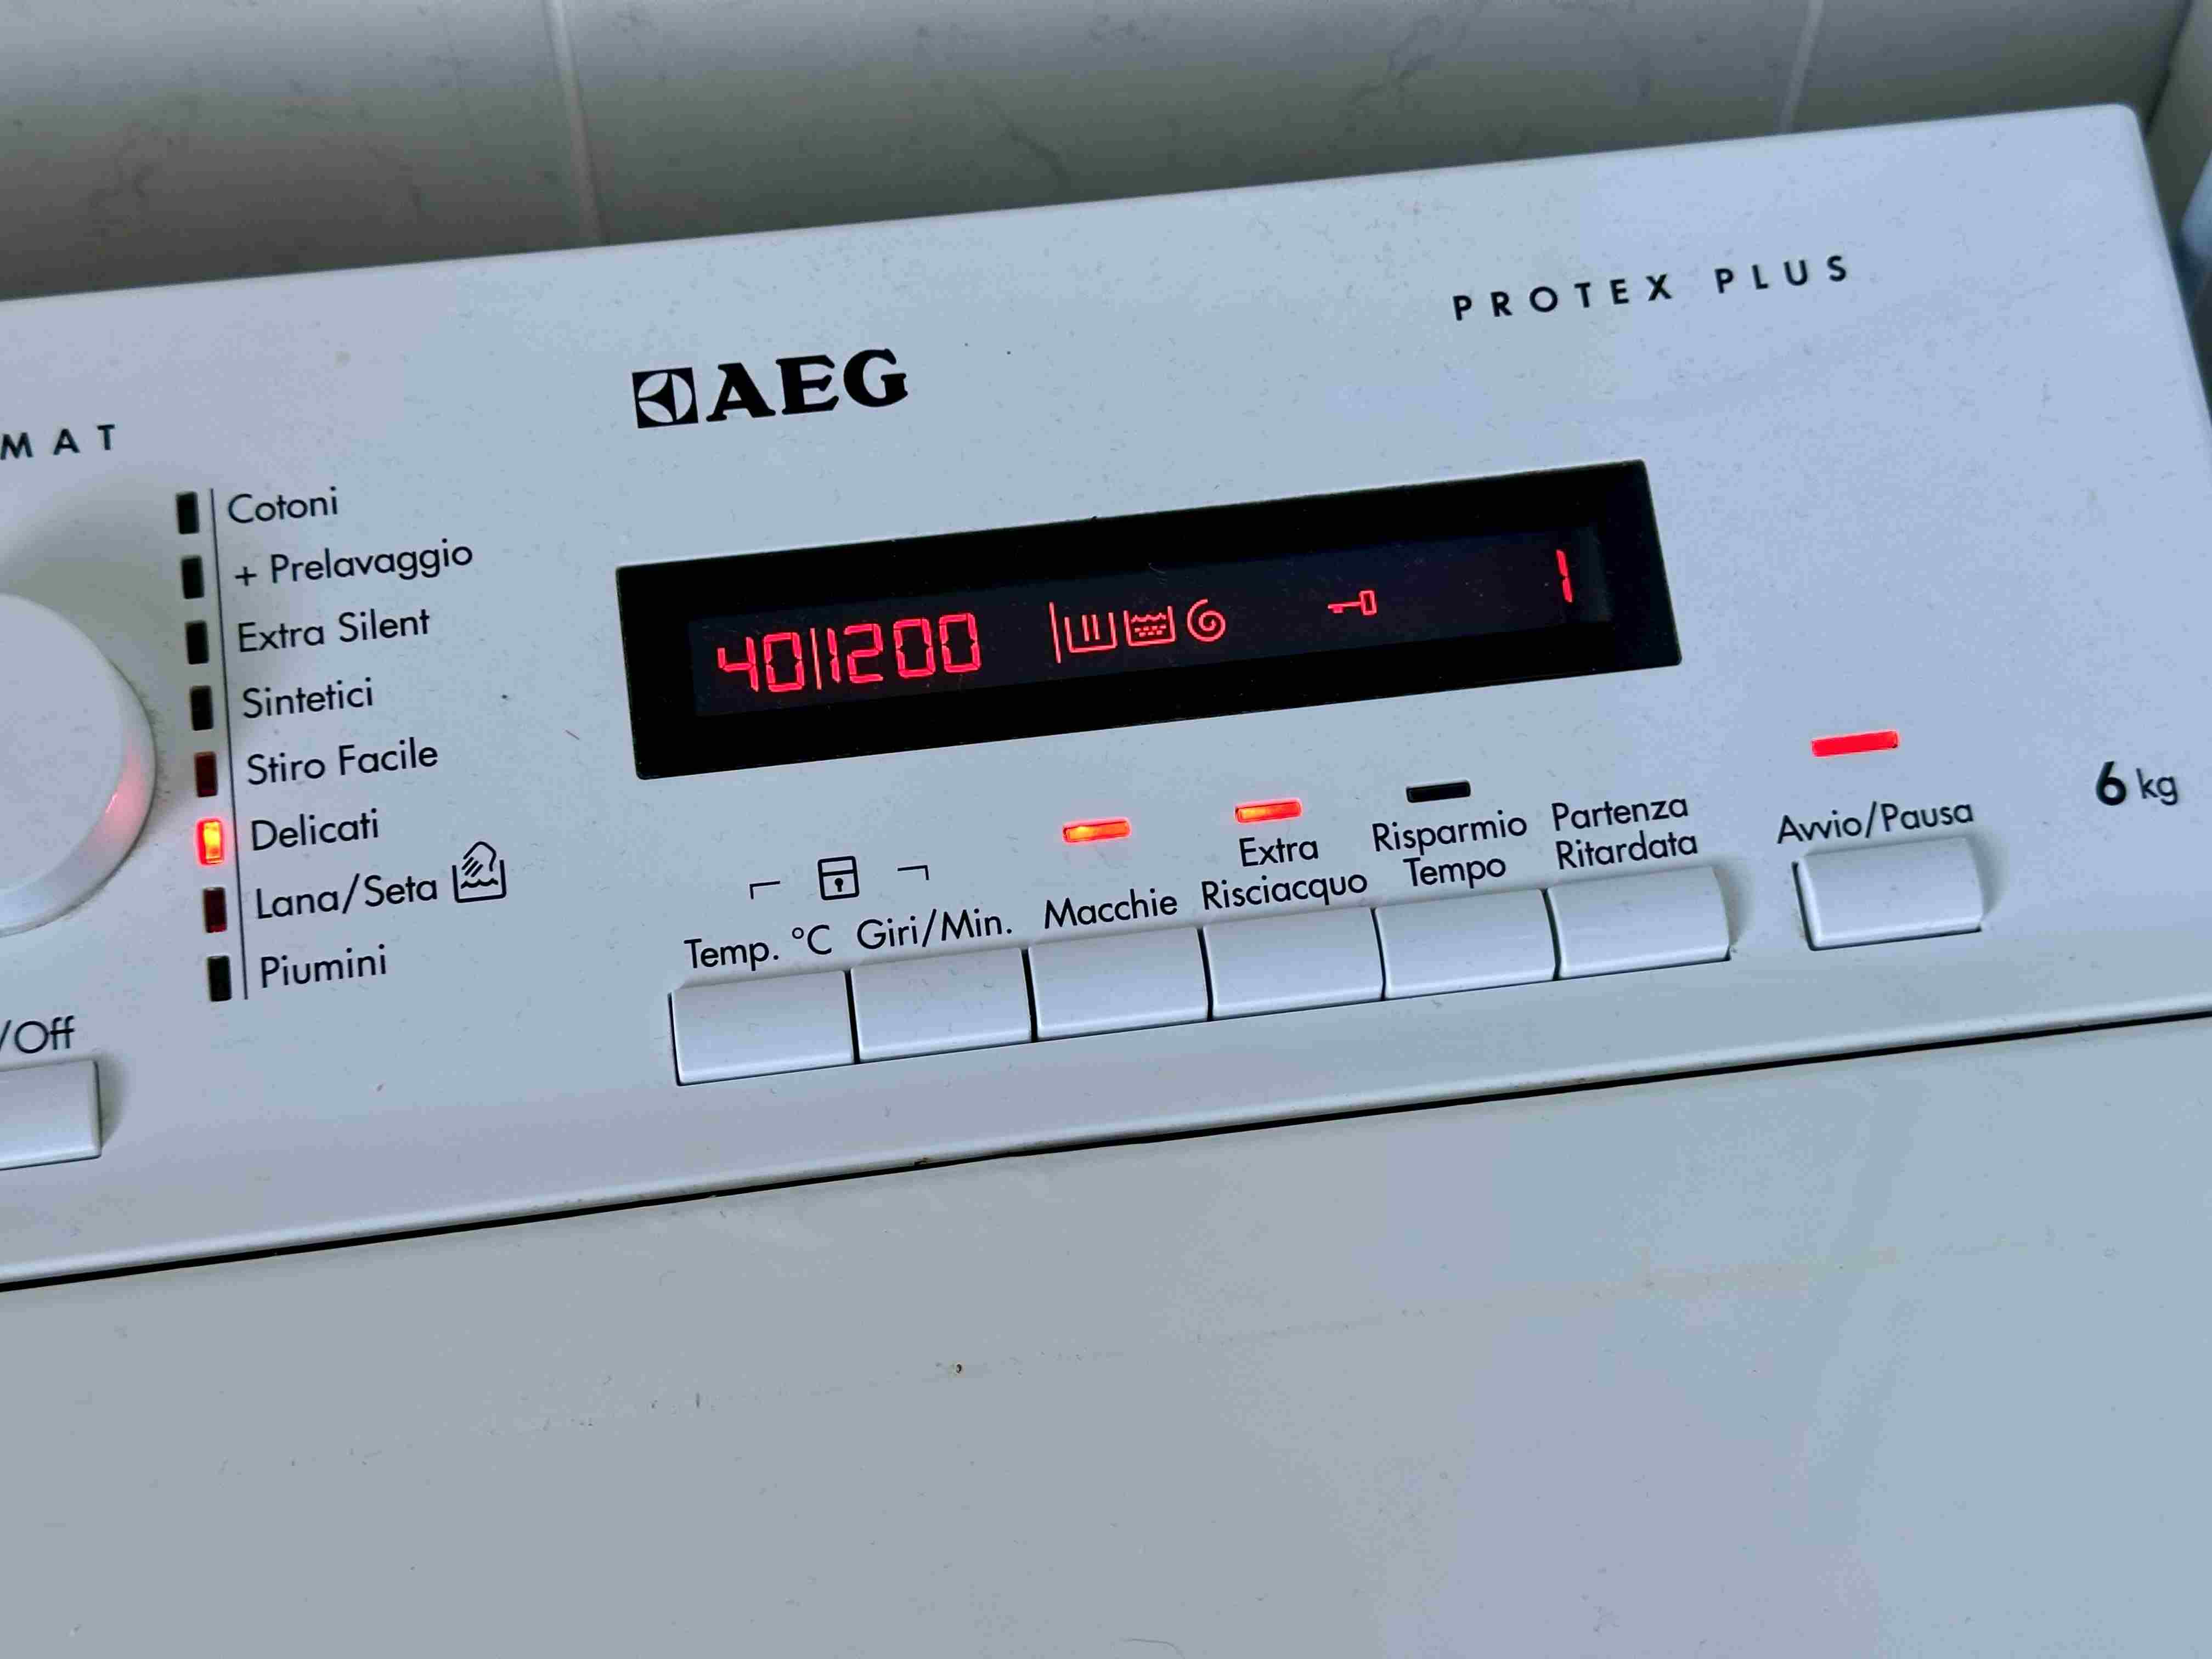 MAT
AEG
PROTEX PLUS
Cotoni
+ Prelavaggio
Extra Silent
Sintetici
Stiro Facile
Delicati
Lana/Seta
Piumini
/Off
40|1200
1
Temp. °C
Giri/Min.
Macchie
Extra
Risciacquo
Risparmio
Tempo
Partenza
Ritardata
Avvio/Pausa
6 kg